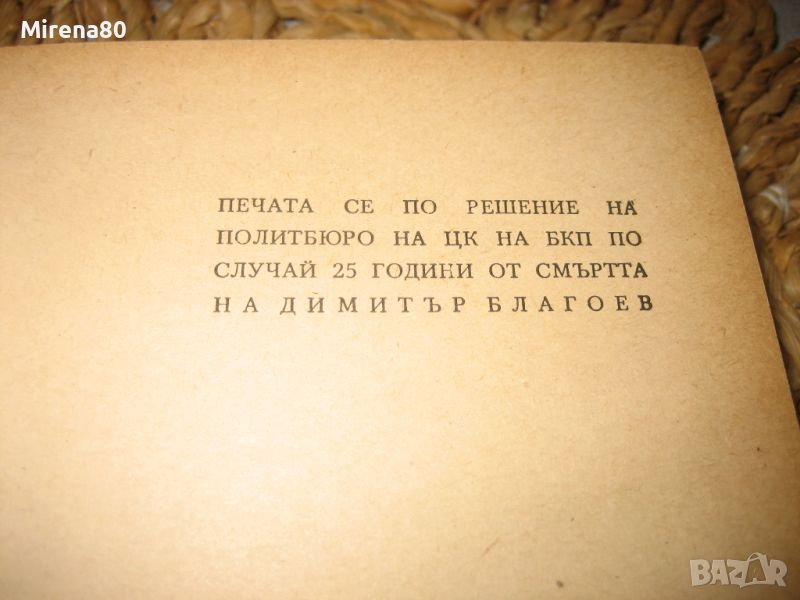 Mirena80
ПЕЧАТА СЕ ПО РЕШЕНИЕ НА
ПОЛИТБЮРО НА ЦК НА БКП ПО
СЛУЧАЙ 25 ГОДИНИ ОТ СМЪРТТА
НА ДИМИТЪР БЛАГОЕВ
BAZAR